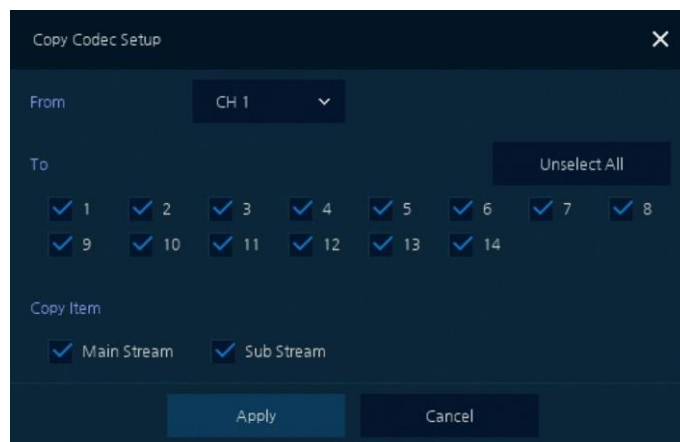 Copy Codec Setup
From CH 1
To Unselect All
1 2 3 4 5 6 7 8
9 10 11 12 13 14
Copy Item
Main Stream Sub Stream
Apply Cancel